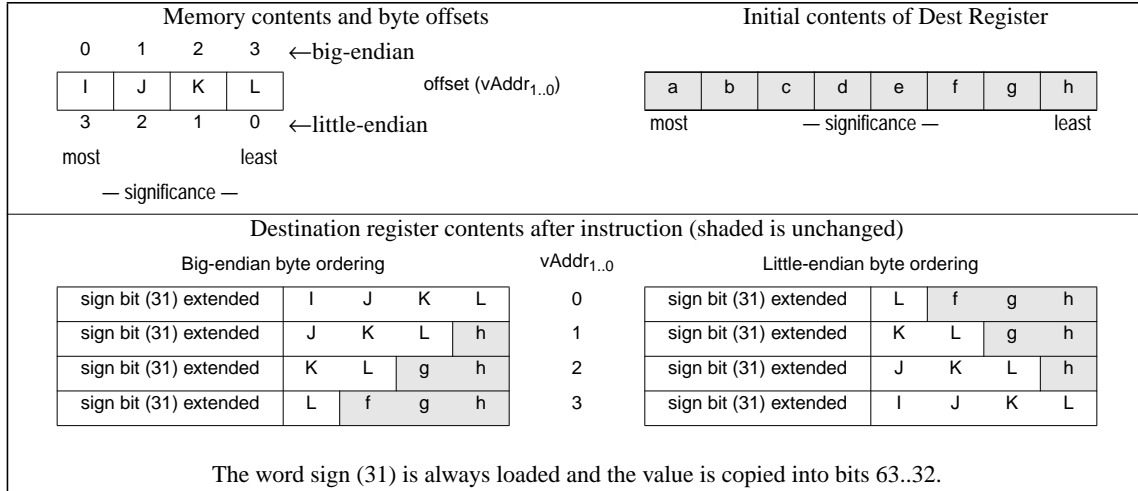 Memory contents and byte offsets
Initial contents of Dest Register
0 1 2 3 ←big-endian
I J K L
offset (vAddr1..0)
a b c d e f g h
3 2 1 0 ←little-endian
most — significance — least
most least
— significance —
Destination register contents after instruction (shaded is unchanged)
Big-endian byte ordering vAddr1..0 Little-endian byte ordering
sign bit (31) extended I J K L 0 sign bit (31) extended L f g h
sign bit (31) extended J K L h 1 sign bit (31) extended K L g h
sign bit (31) extended K L g h 2 sign bit (31) extended J K L h
sign bit (31) extended L f g h 3 sign bit (31) extended I J K L
The word sign (31) is always loaded and the value is copied into bits 63..32.